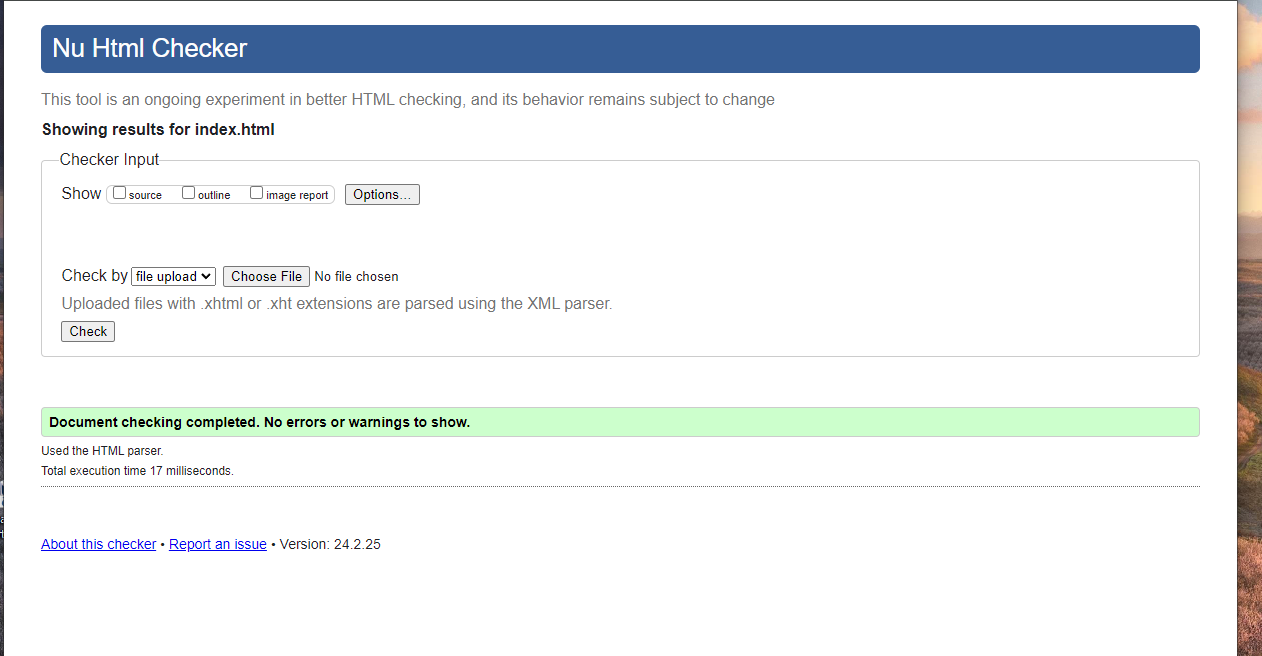 Nu Html Checker
This tool is an ongoing experiment in better HTML checking, and its behavior remains subject to change
Showing results for index.html
Checker Input
Show source outline image report Options...
Check by file upload Choose File No file chosen
Uploaded files with .xhtml or .xht extensions are parsed using the XML parser.
Check
Document checking completed. No errors or warnings to show.
Used the HTML parser.
Total execution time 17 milliseconds.
About this checker • Report an issue • Version: 24.2.25